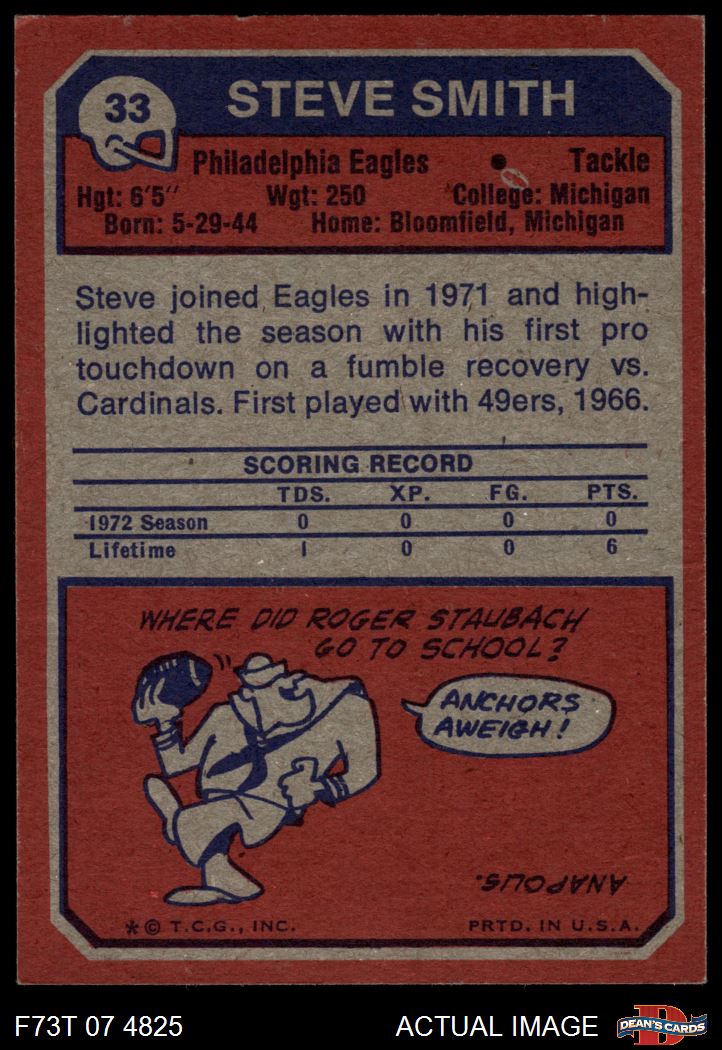 33
STEVE SMITH
Philadelphia Eagles • Tackle
Hgt: 6'5" Wgt: 250 College: Michigan
Born: 5-29-44 Home: Bloomfield, Michigan
Steve joined Eagles in 1971 and high-
lighted the season with his first pro
touchdown on a fumble recovery vs.
Cardinals. First played with 49ers, 1966.
SCORING RECORD
TDS. XP. FG. PTS.
1972 Season 0 0 0 0
Lifetime 1 0 0 6
WHERE DID ROGER STAUBACH
GO TO SCHOOL?
ANCHORS
AWEIGH!
ANAPOLIS.
* © T.C.G., INC. PRTD. IN U.S.A.
F73T 07 4825 ACTUAL IMAGE
D
DEAN'S CARDS